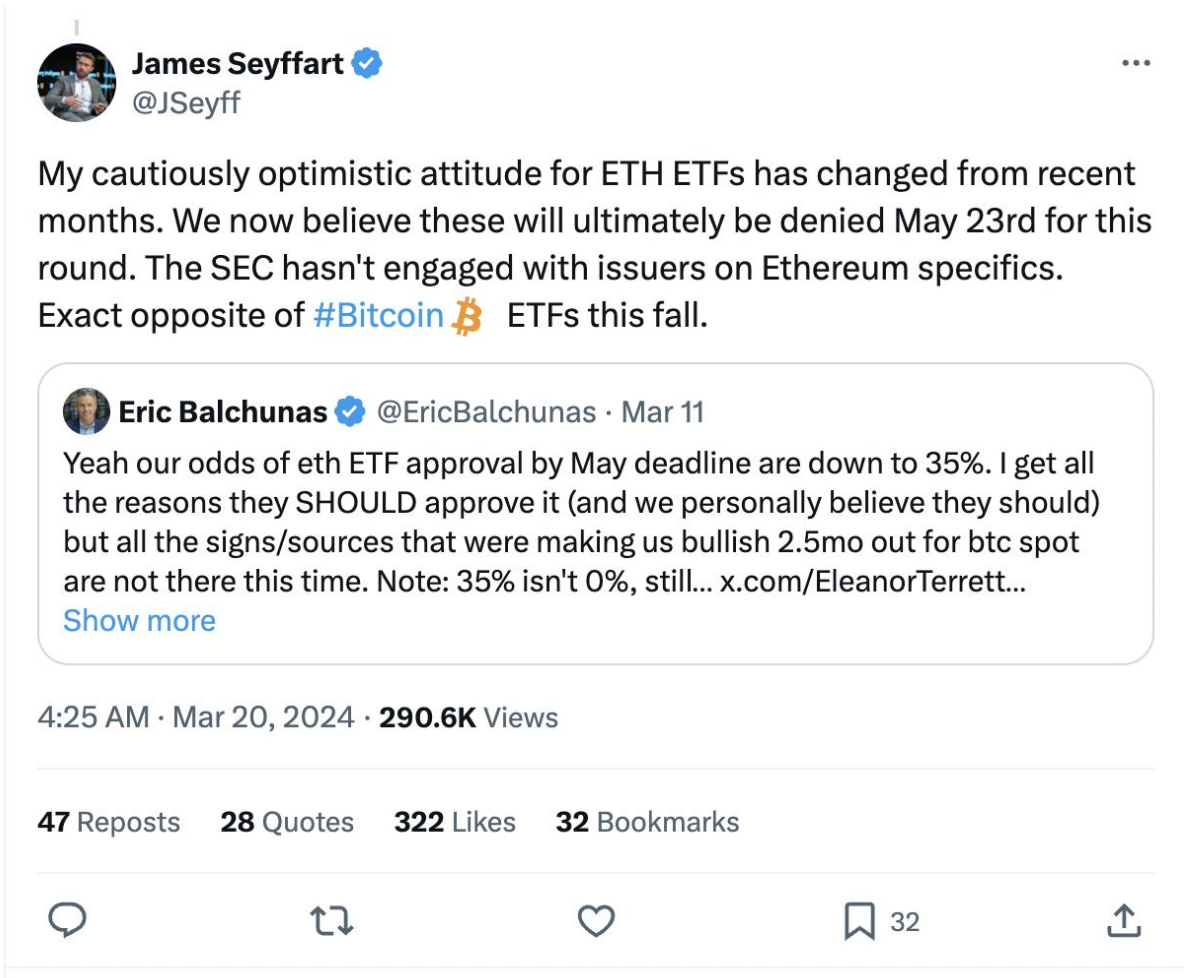 James Seyffart
@JSeyff
My cautiously optimistic attitude for ETH ETFs has changed from recent
months. We now believe these will ultimately be denied May 23rd for this
round. The SEC hasn't engaged with issuers on Ethereum specifics.
Exact opposite of #Bitcoin ETFs this fall.
Eric Balchunas @EricBalchunas · Mar 11
Yeah our odds of eth ETF approval by May deadline are down to 35%. I get all
the reasons they SHOULD approve it (and we personally believe they should)
but all the signs/sources that were making us bullish 2.5mo out for btc spot
are not there this time. Note: 35% isn't 0%, still... x.com/EleanorTerrett...
Show more
4:25 AM · Mar 20, 2024 · 290.6K Views
47 Reposts 28 Quotes 322 Likes 32 Bookmarks
32